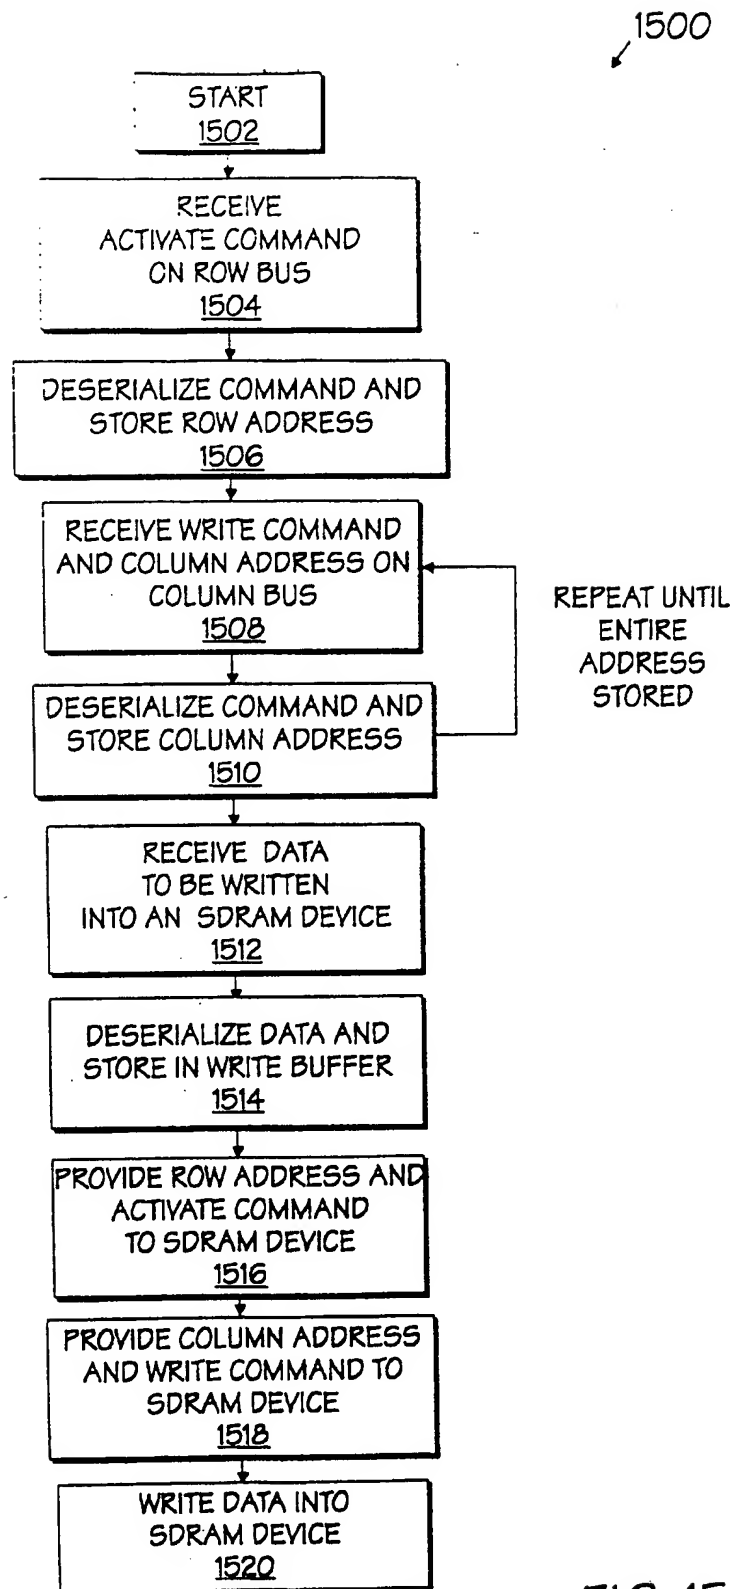 1500
START
1502
RECEIVE
ACTIVATE COMMAND
ON ROW BUS
1504
DESERIALIZE COMMAND AND
STORE ROW ADDRESS
1506
RECEIVE WRITE COMMAND
AND COLUMN ADDRESS ON
COLUMN BUS
1508
REPEAT UNTIL
ENTIRE
ADDRESS
STORED
DESERIALIZE COMMAND AND
STORE COLUMN ADDRESS
1510
RECEIVE DATA
TO BE WRITTEN
INTO AN SDRAM DEVICE
1512
DESERIALIZE DATA AND
STORE IN WRITE BUFFER
1514
PROVIDE ROW ADDRESS AND
ACTIVATE COMMAND
TO SDRAM DEVICE
1516
PROVIDE COLUMN ADDRESS
AND WRITE COMMAND TO
SDRAM DEVICE
1518
WRITE DATA INTO
SDRAM DEVICE
1520